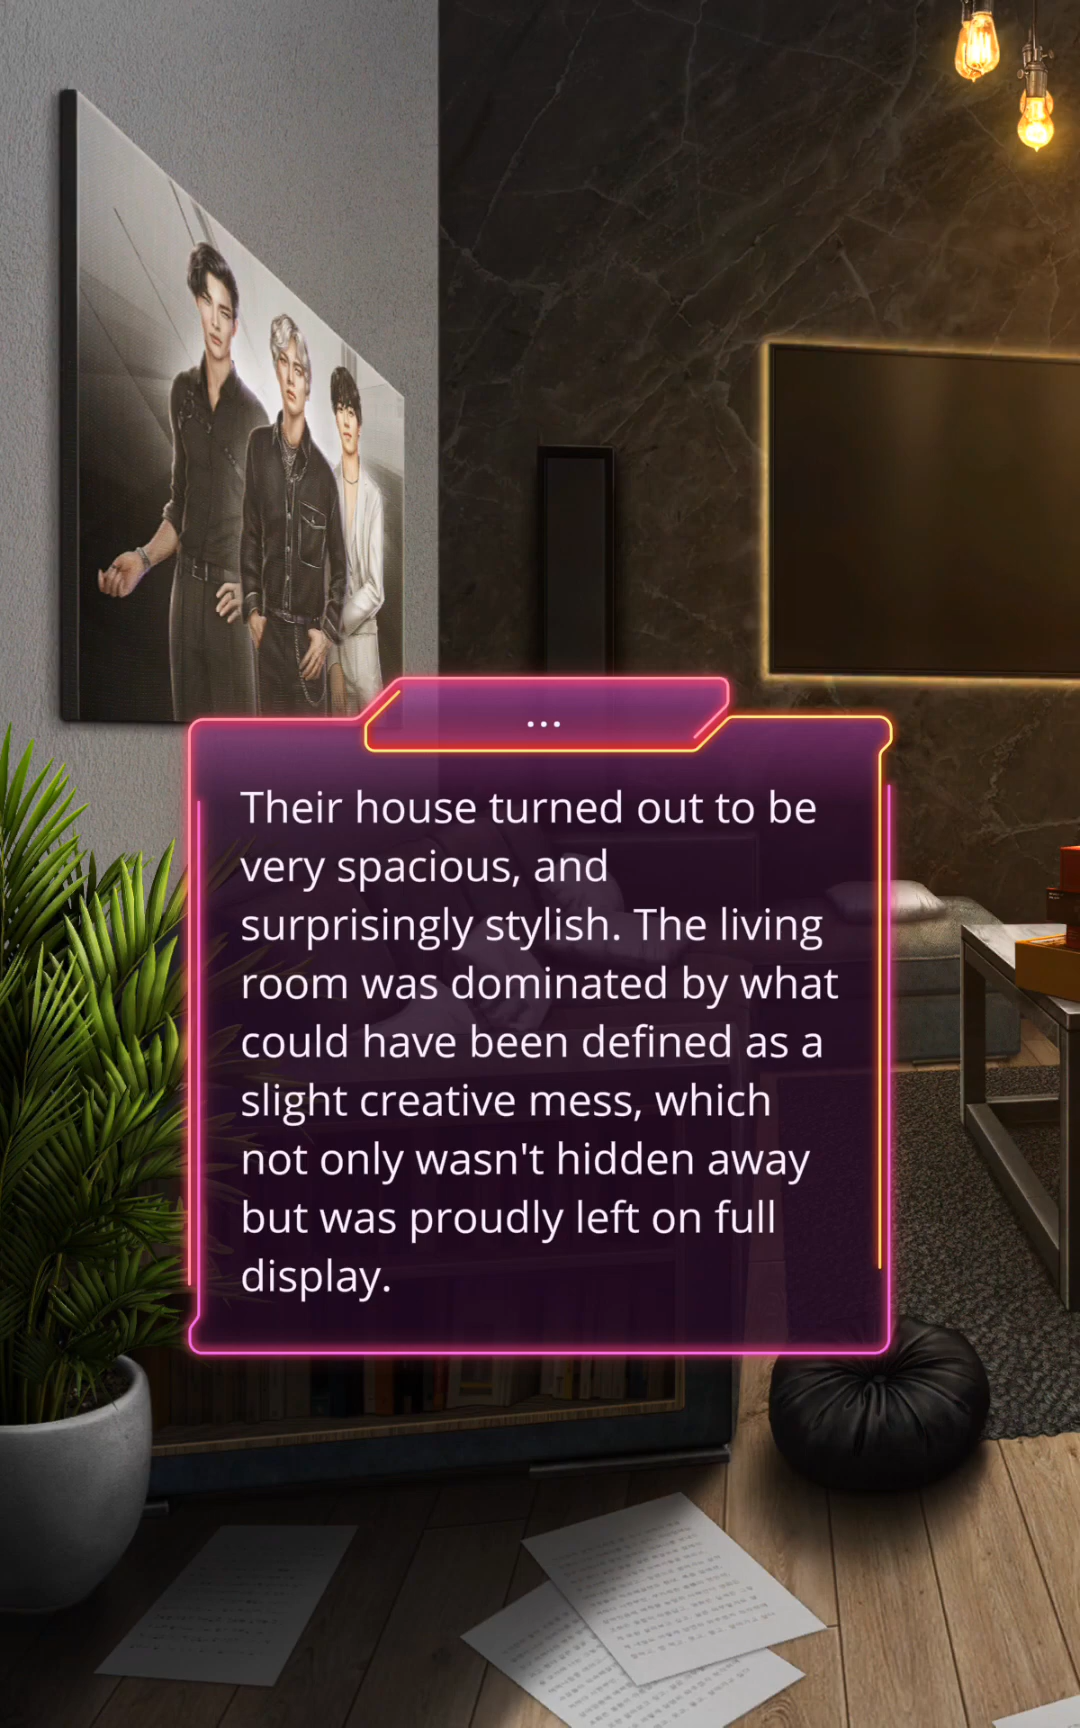 ...
Their house turned out to be
very spacious, and
surprisingly stylish. The living
room was dominated by what
could have been defined as a
slight creative mess, which
not only wasn't hidden away
but was proudly left on full
display.